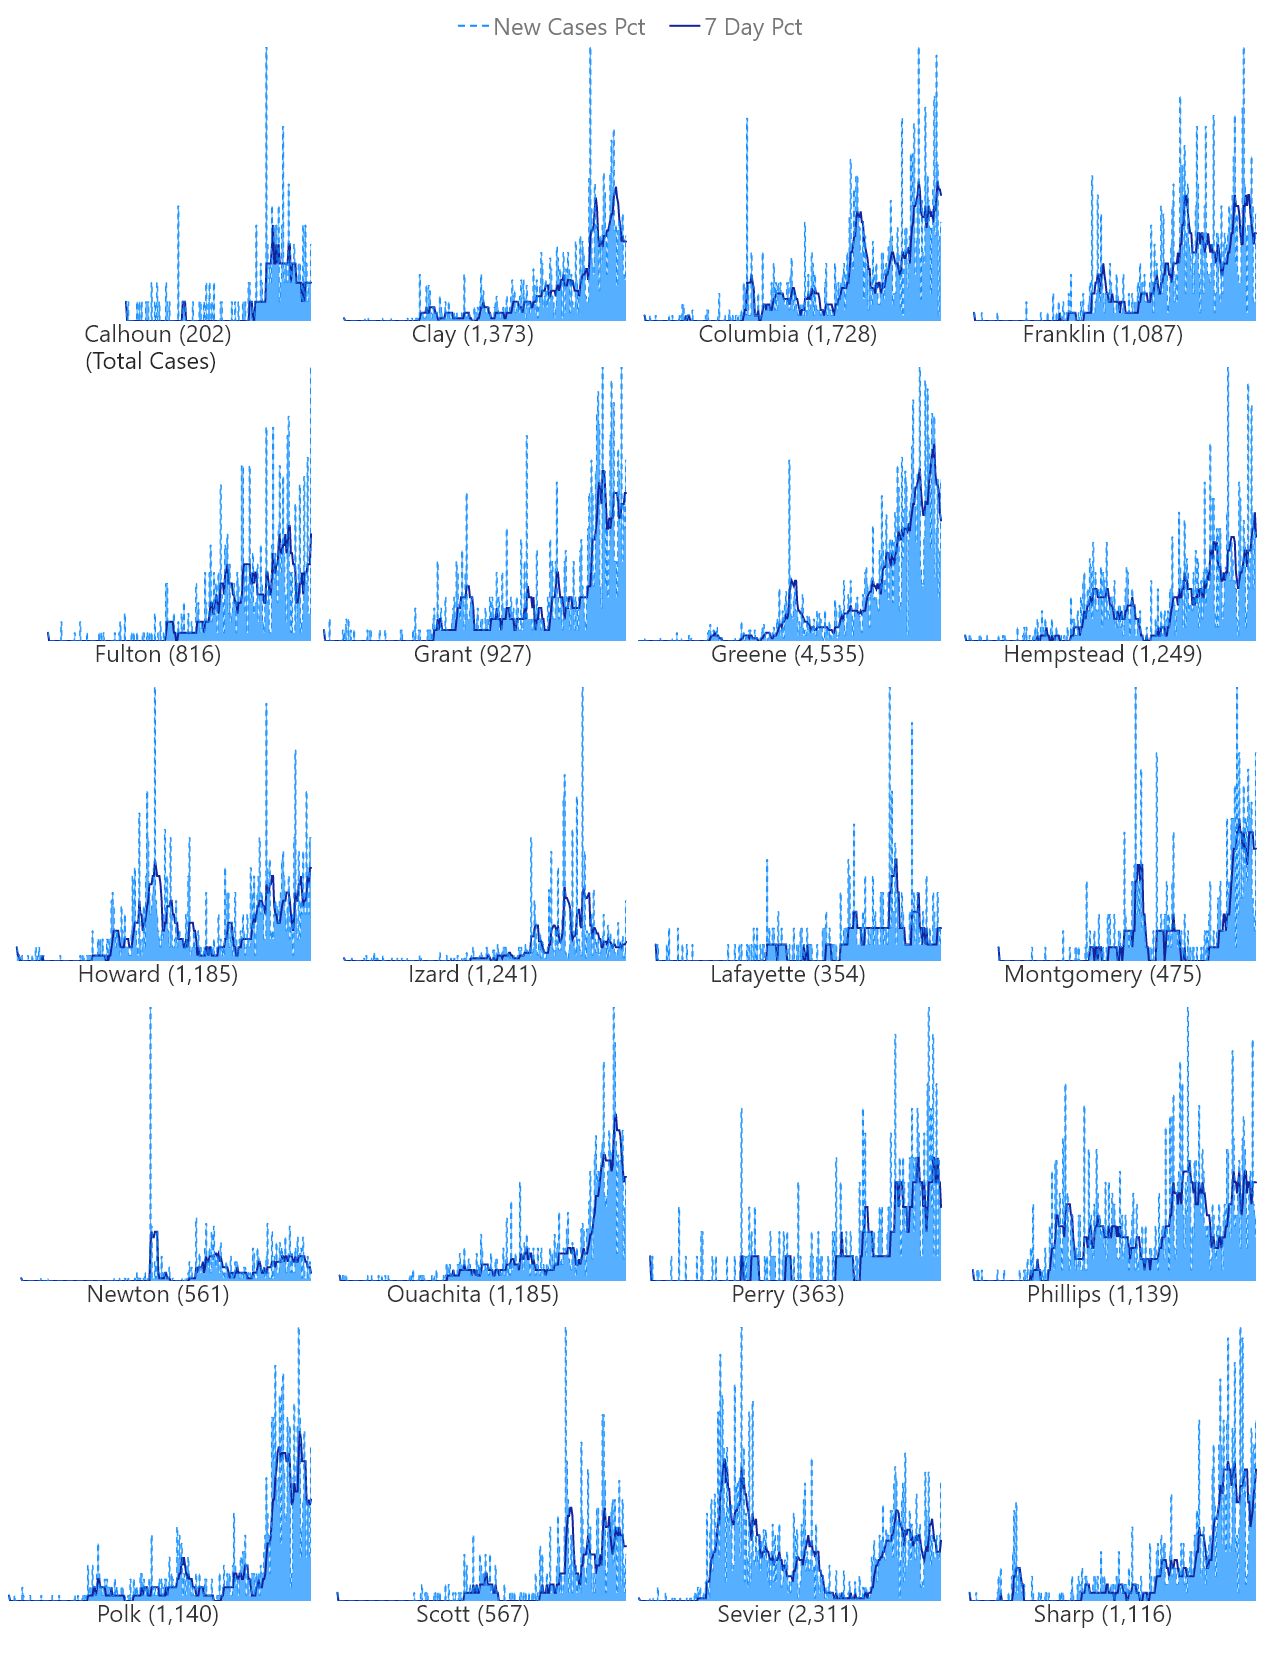 New Cases Pct 7 Day Pct
Calhoun (202) Clay (1,373) Columbia (1,728) Franklin (1,087)
(Total Cases)
Fulton (816) Grant (927) Greene (4,535) Hempstead (1,249)
Howard (1,185) Izard (1,241) Lafayette (354) Montgomery (475)
Newton (561) Ouachita (1,185) Perry (363) Phillips (1,139)
Polk (1,140) Scott (567) Sevier (2,311) Sharp (1,116)